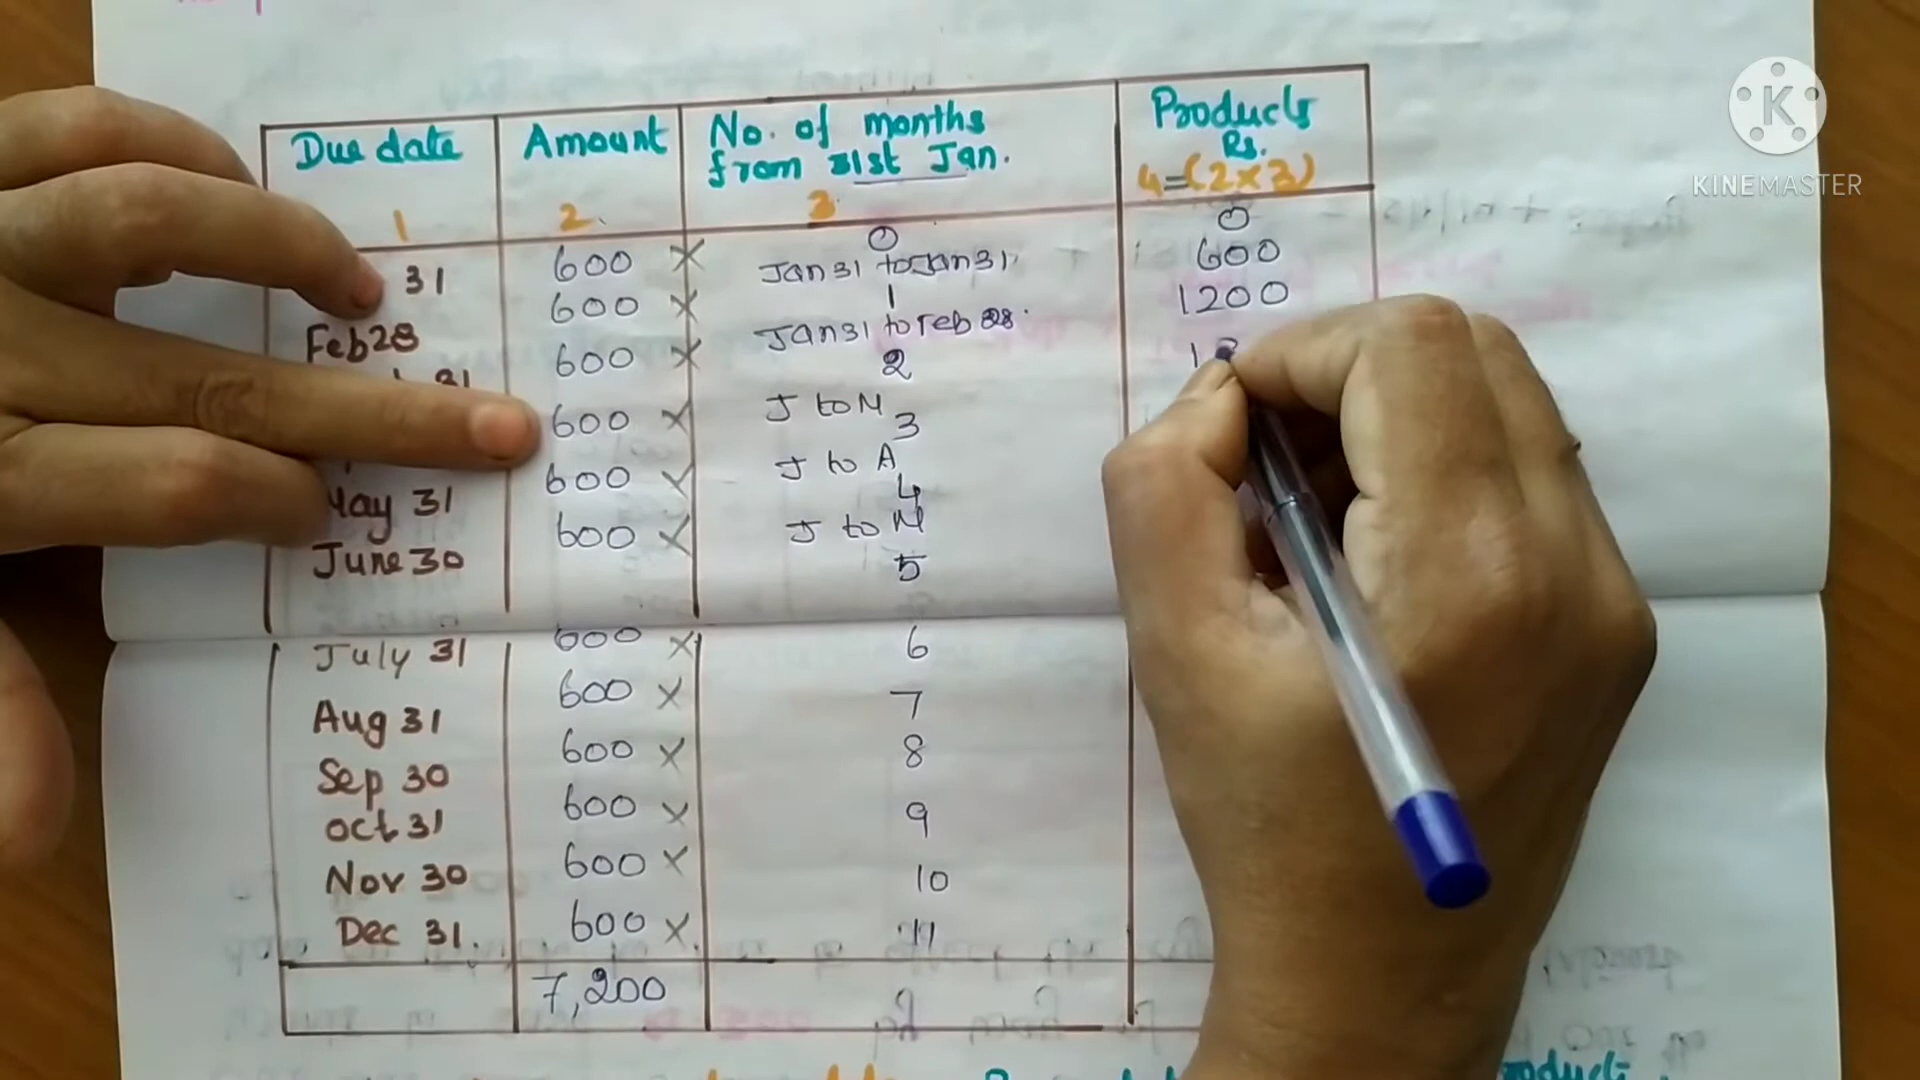 Due date Amount No. of months from 31st Jan. Products Rs.
1 2. 3 4=(2x3)
31 600 x 0 0
Jan 31 to Jan 31
Feb 28 600 x 1 600
Jan 31 to Feb 28
31 600 x 2 1200
J to M
600 x 3
J to A
May 31 600 x 4
J to M
June 30 600 x 5
July 31 600 x 6
Aug 31 600 x 7
Sep 30 600 x 8
Oct 31 600 x 9
Nov 30 600 x 10
Dec 31. 600 x. 11
7,200
K
KINEMASTER